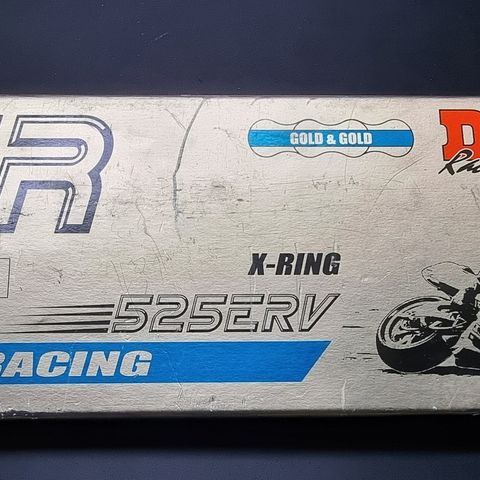 R
GOLD & GOLD
D
X-RING
525ERV
RACING